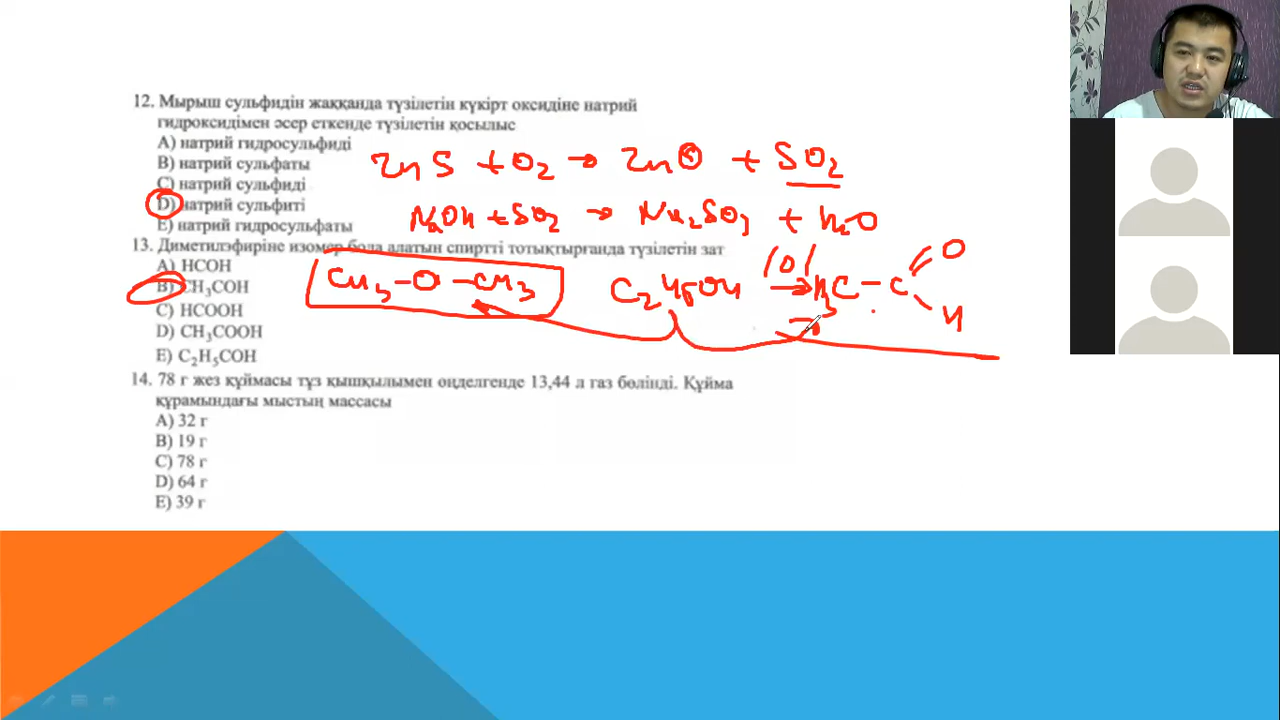 12. Мырыш сульфидін жаққанда түзілетін күкірт оксидіне натрий
гидроксидімен әсер еткенде түзілетін қосылыс
A) натрий гидросульфиді
B) натрий сульфаты
C) натрий сульфиді
D) натрий сульфиті
E) натрий гидросульфаты
ZnS + O2 → ZnO + SO2
NaOH + SO2 → Na2SO3 + H2O
13. Диметилэфиріне изомер бола алатын спиртті тотықтырғанда түзілетін зат
A) HCOH
B) CH3COH
C) HCOOH
D) CH3COOH
E) C2H5COH
CH3-O-CH3 C2H5OH [O] → H3C-C O H
14. 78 г жез құймасы тұз қышқылымен өңделгенде 13,44 л газ бөлінді. Құйма
құрамындағы мыстың массасы
A) 32 г
B) 19 г
C) 78 г
D) 64 г
E) 39 г